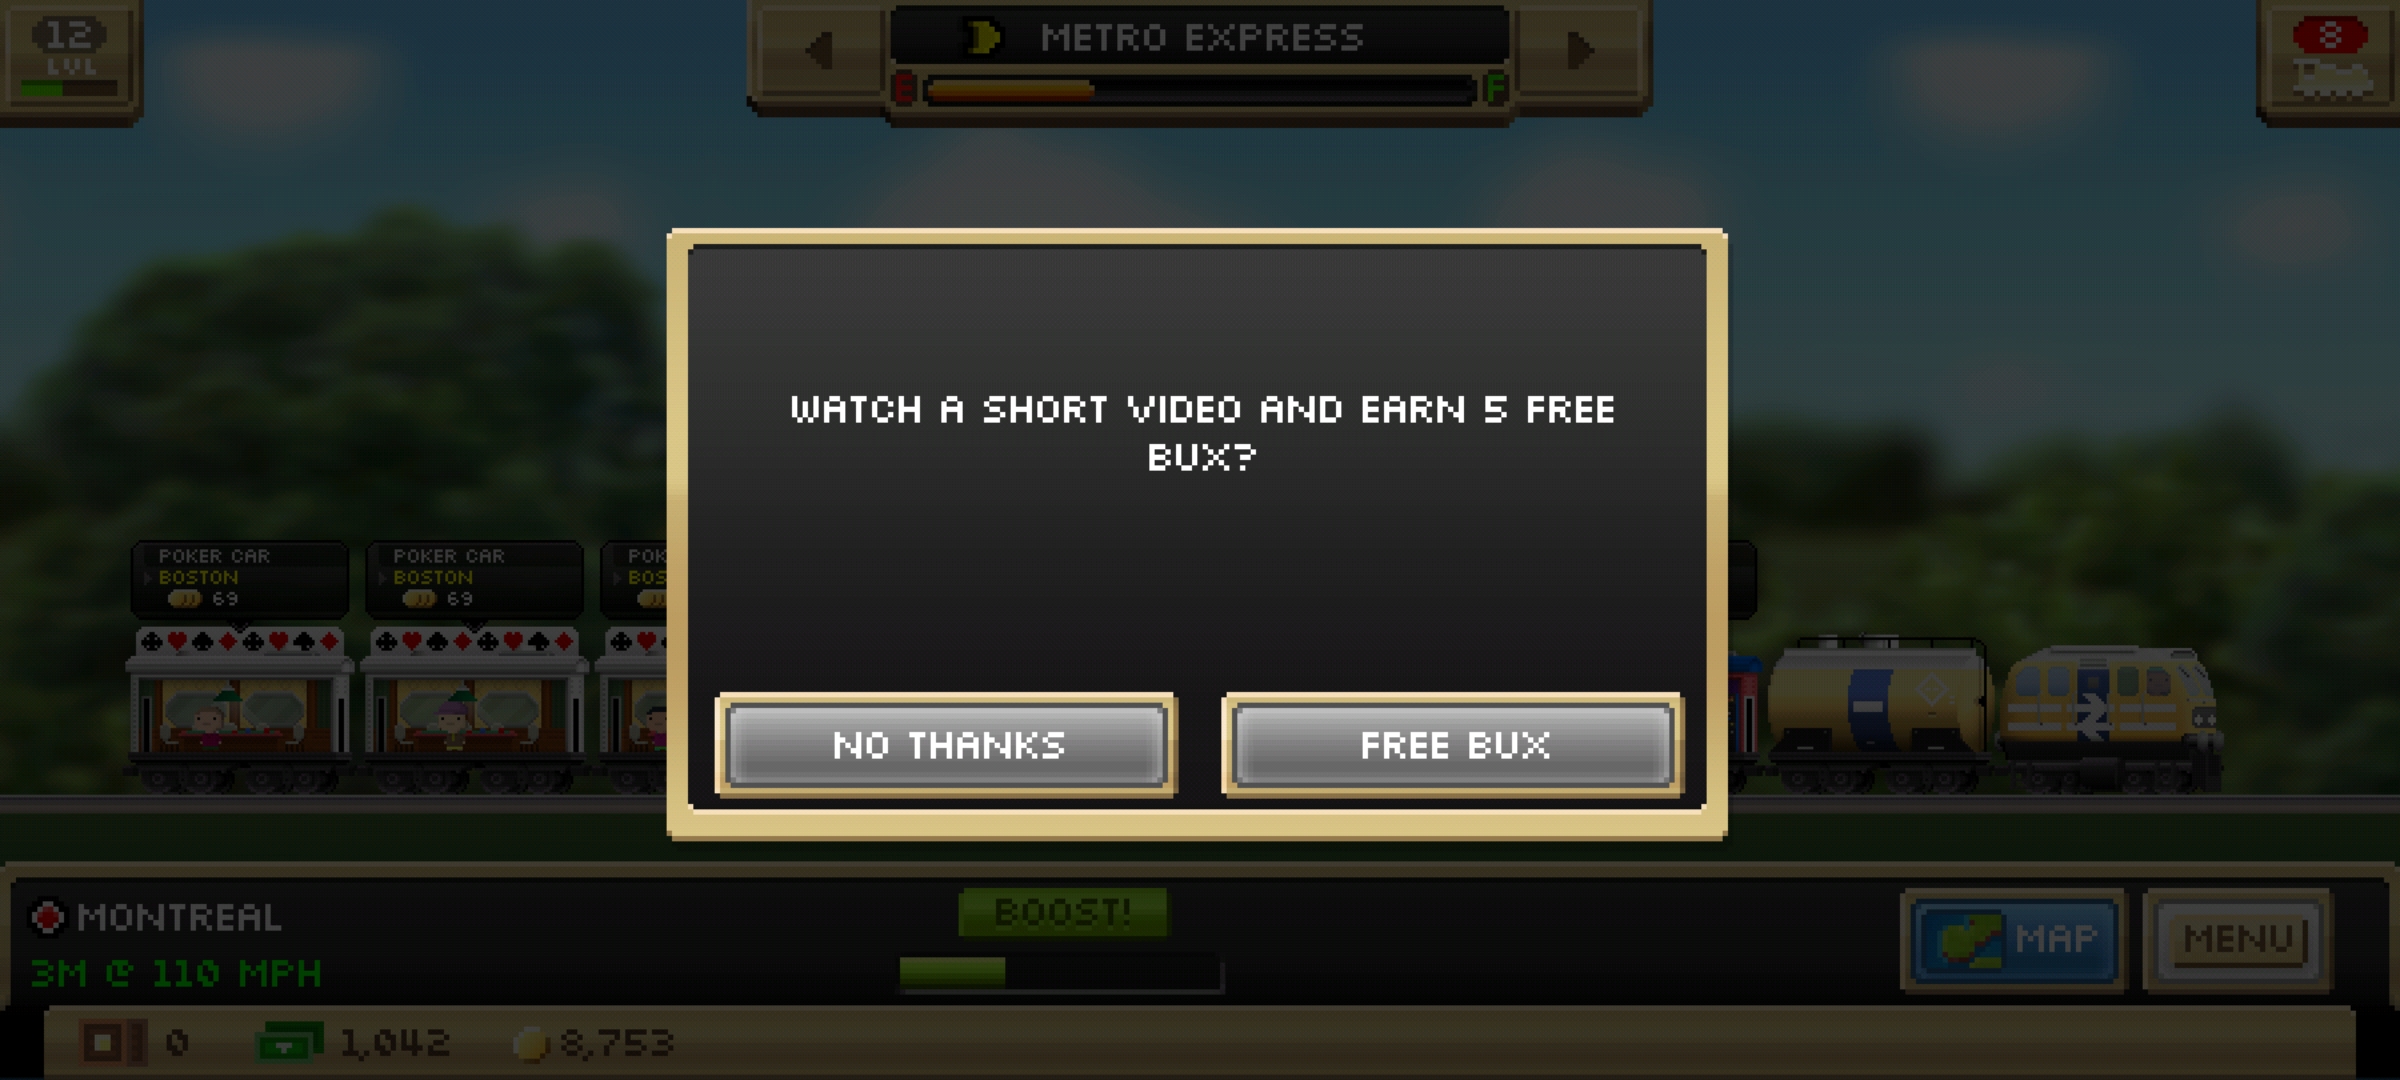 12
LVL
METRO EXPRESS
E
F
8
WATCH A SHORT VIDEO AND EARN 5 FREE
BUX?
NO THANKS
FREE BUX
POKER CAR
BOSTON
69
POKER CAR
BOSTON
69
POK
BOS
MONTREAL
3M @ 110 MPH
BOOST!
MAP
MENU
0
1,042
8,753